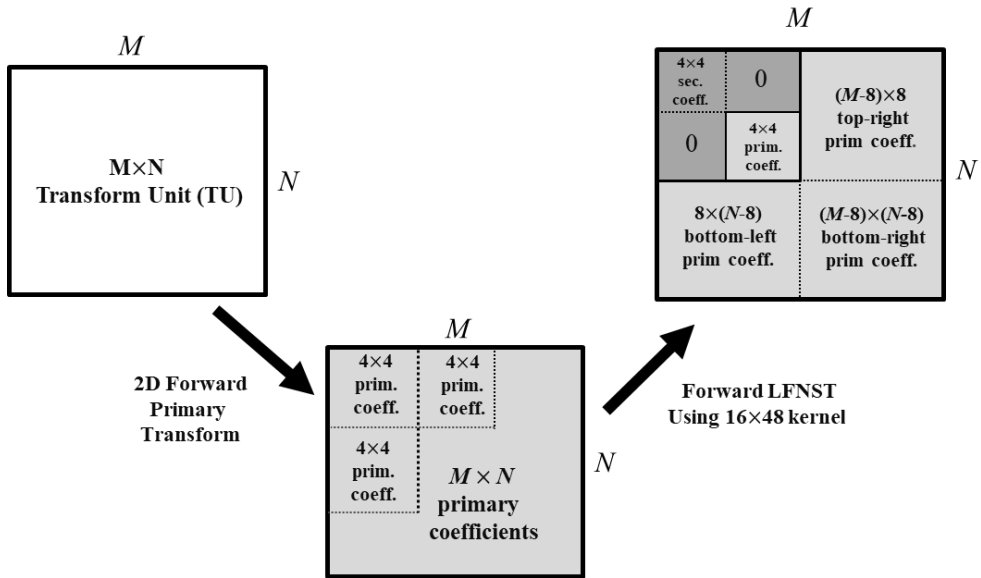 M
M×N
Transform Unit (TU)
N
2D Forward
Primary
Transform
M
4×4
prim.
coeff.
4×4
prim.
coeff.
4×4
prim.
coeff.
M × N
primary
coefficients
N
Forward LFNST
Using 16×48 kernel
M
4×4
sec.
coeff.
0
(M-8)×8
top-right
prim coeff.
0
4×4
prim.
coeff.
N
8×(N-8)
bottom-left
prim coeff.
(M-8)×(N-8)
bottom-right
prim coeff.